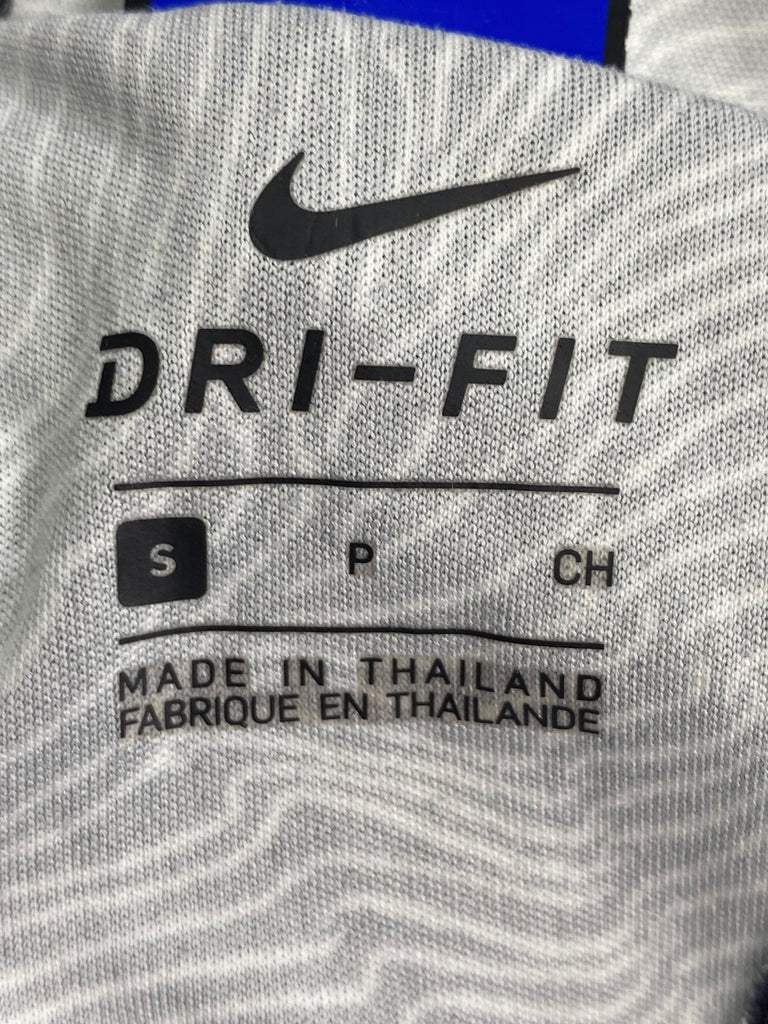 DRI-FIT
S P CH
MADE IN THAILAND
FABRIQUE EN THAILANDE